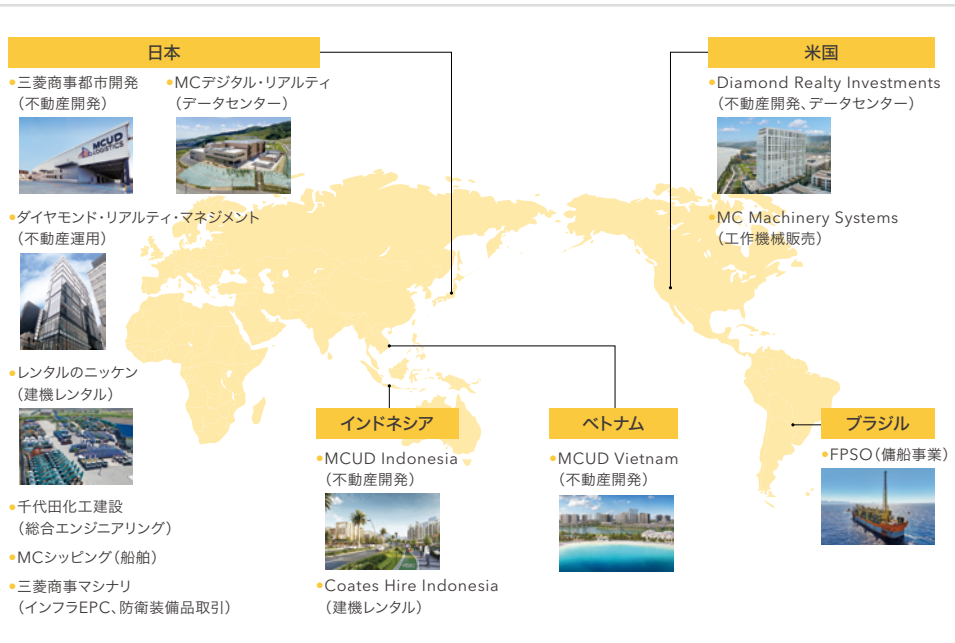 日本
•三菱商事都市開発
（不動産開発）
•MCデジタル・リアルティ
（データセンター）
MCUD
LOGISTICS
•ダイヤモンド・リアルティ・マネジメント
（不動産運用）
•レンタルのニッケン
（建機レンタル）
•千代田化工建設
（総合エンジニアリング）
•MCシッピング（船舶）
•三菱商事マシナリ
（インフラEPC、防衛装備品取引）
インドネシア
•MCUD Indonesia
（不動産開発）
•Coates Hire Indonesia
（建機レンタル）
ベトナム
•MCUD Vietnam
（不動産開発）
米国
•Diamond Realty Investments
（不動産開発、データセンター）
•MC Machinery Systems
（工作機械販売）
ブラジル
•FPSO（傭船事業）